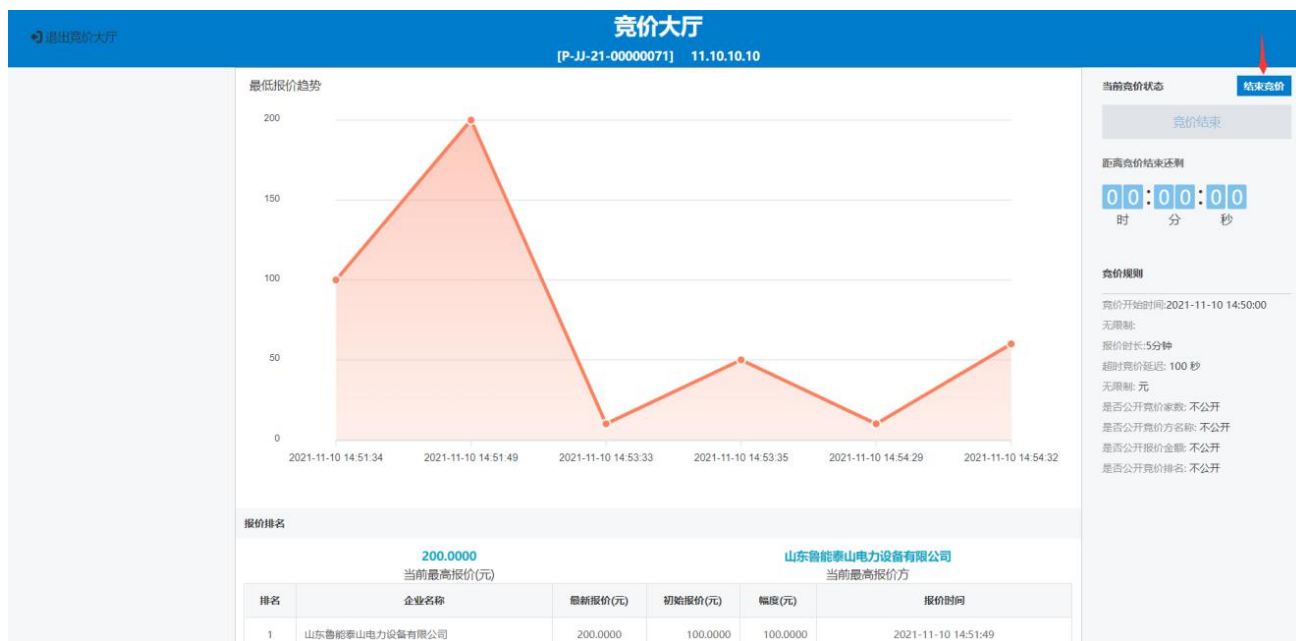 退出竞价大厅
竞价大厅
[P-JJ-21-00000071] 11.10.10.10
最低报价趋势
200
150
100
50
0
2021-11-10 14:51:34 2021-11-10 14:51:49 2021-11-10 14:53:33 2021-11-10 14:53:35 2021-11-10 14:54:29 2021-11-10 14:54:32
当前竞价状态 结束竞价
竞价结束
距离竞价结束还剩
00:00:00
时 分 秒
竞价规则
竞价开始时间:2021-11-10 14:50:00
无限制:
报价时长:5分钟
超时竞价延迟: 100 秒
无限制: 元
是否公开竞价家数: 不公开
是否公开竞价方名称: 不公开
是否公开报价金额: 不公开
是否公开竞价排名: 不公开
报价排名
200.0000 山东鲁能泰山电力设备有限公司
当前最高报价(元) 当前最高报价方
排名 企业名称 最新报价(元) 初始报价(元) 幅度(元) 报价时间
1 山东鲁能泰山电力设备有限公司 200.0000 100.0000 100.0000 2021-11-10 14:51:49